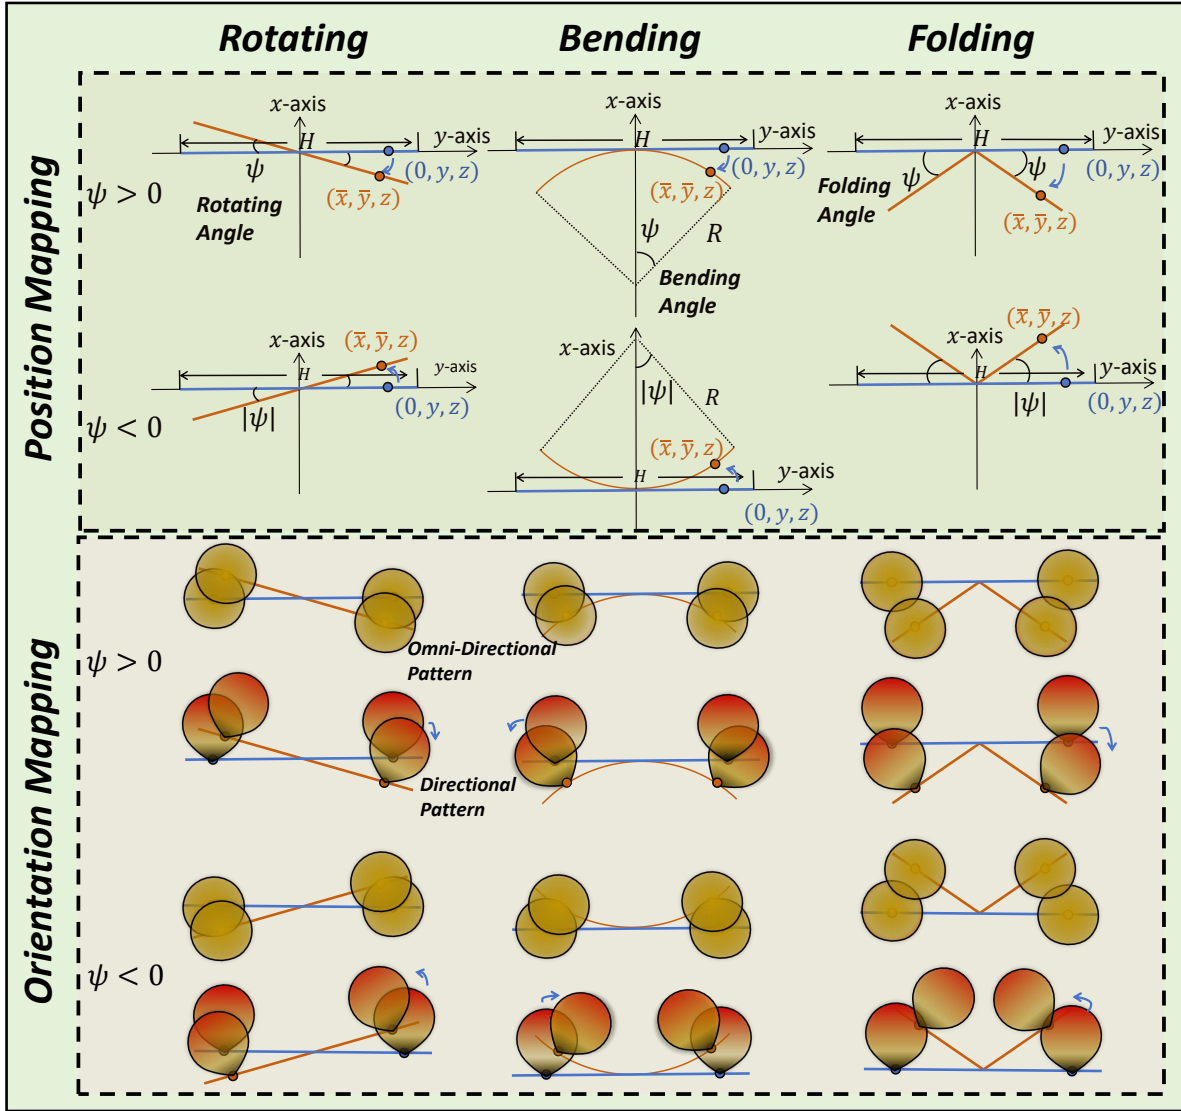 Rotating
Bending
Folding
Position Mapping
ψ > 0
x-axis
H
y-axis
ψ
(0, y, z)
(x̅, y̅, z)
Rotating
Angle
x-axis
H
y-axis
(0, y, z)
(x̅, y̅, z)
ψ
R
Bending
Angle
x-axis
H
y-axis
ψ
ψ
(0, y, z)
Folding
Angle
(x̅, y̅, z)
ψ < 0
x-axis
(x̅, y̅, z)
H
y-axis
|ψ|
(0, y, z)
x-axis
|ψ|
R
(x̅, y̅, z)
H
y-axis
(0, y, z)
(x̅, y̅, z)
x-axis
H
y-axis
|ψ|
(0, y, z)
Orientation Mapping
ψ > 0
Omni-Directional
Pattern
Directional
Pattern
ψ < 0